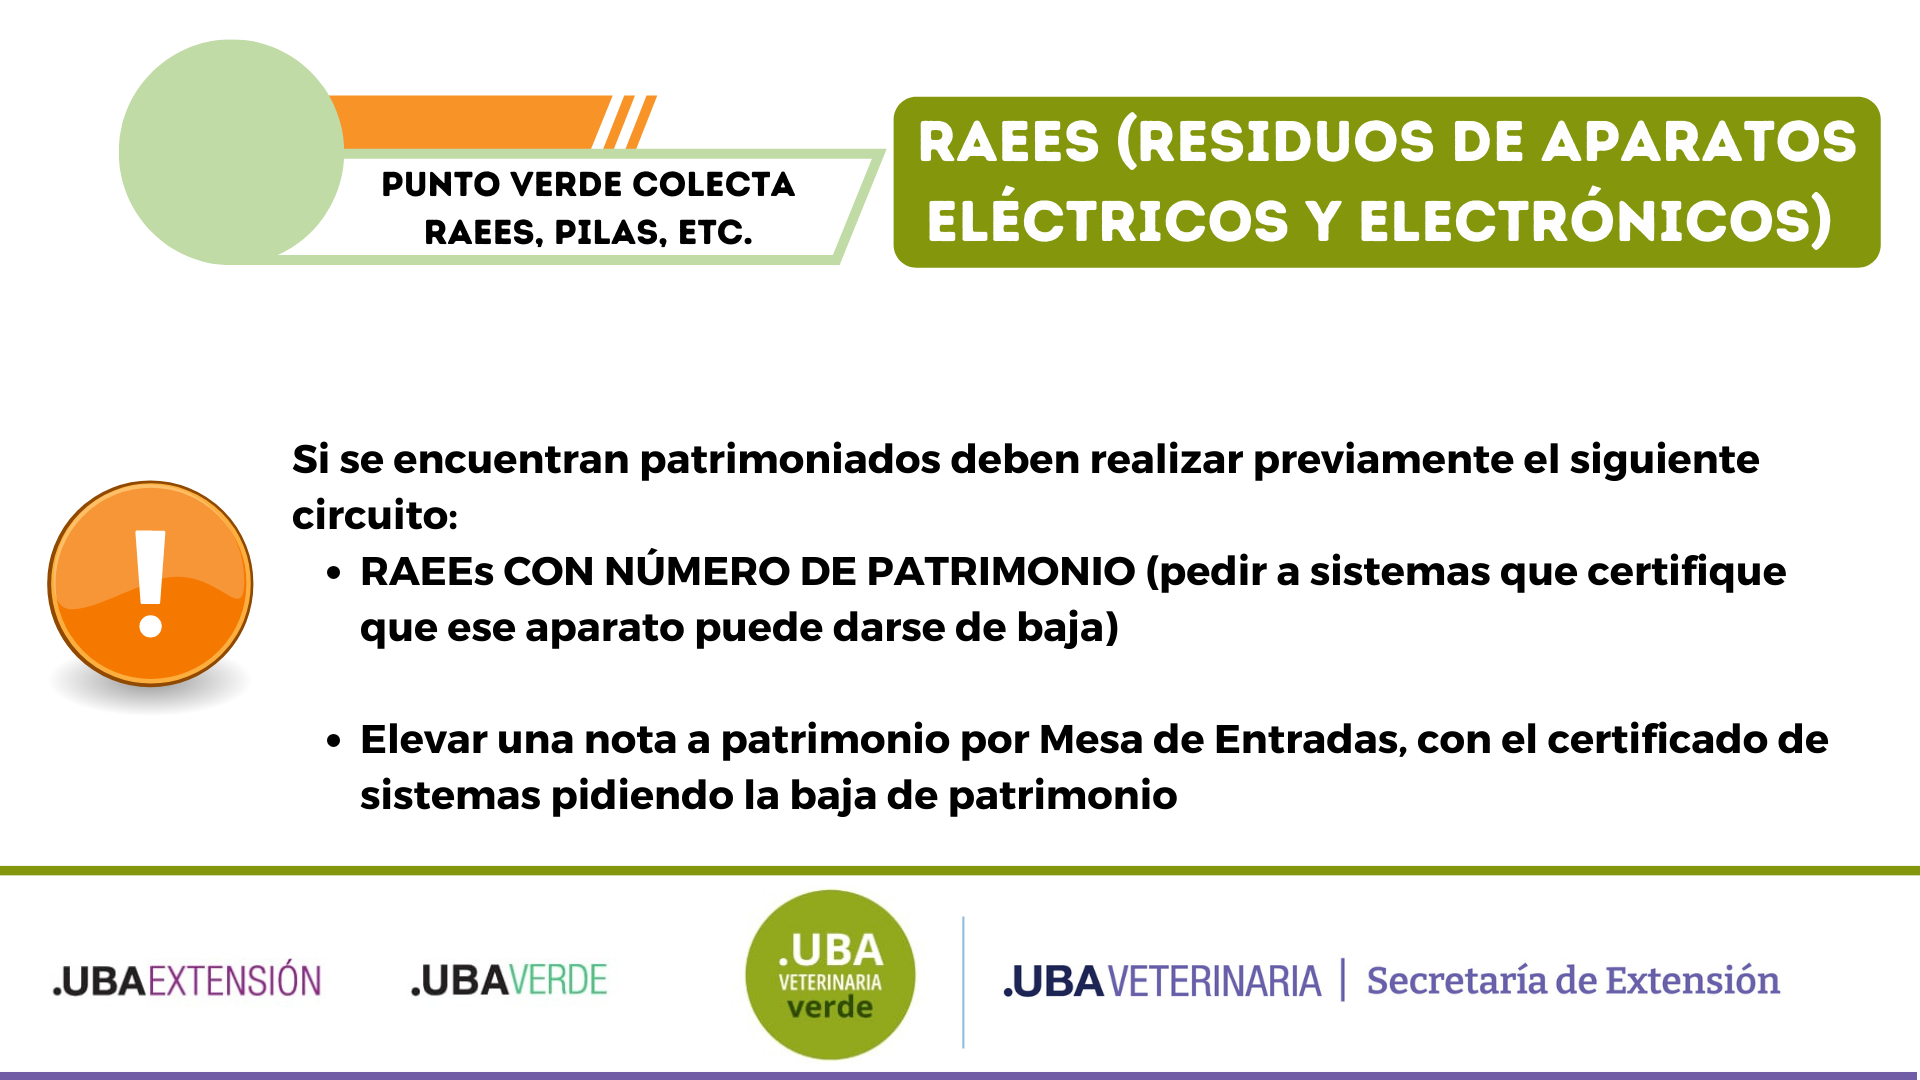 PUNTO VERDE COLECTA
RAEES, PILAS, ETC.
RAEES (RESIDUOS DE APARATOS
ELÉCTRICOS Y ELECTRÓNICOS)
!
Si se encuentran patrimoniados deben realizar previamente el siguiente
circuito:
• RAEEs CON NÚMERO DE PATRIMONIO (pedir a sistemas que certifique
que ese aparato puede darse de baja)
• Elevar una nota a patrimonio por Mesa de Entradas, con el certificado de
sistemas pidiendo la baja de patrimonio
.UBAEXTENSIÓN
.UBAVERDE
.UBA
VETERINARIA
verde
.UBAVETERINARIA | Secretaría de Extensión